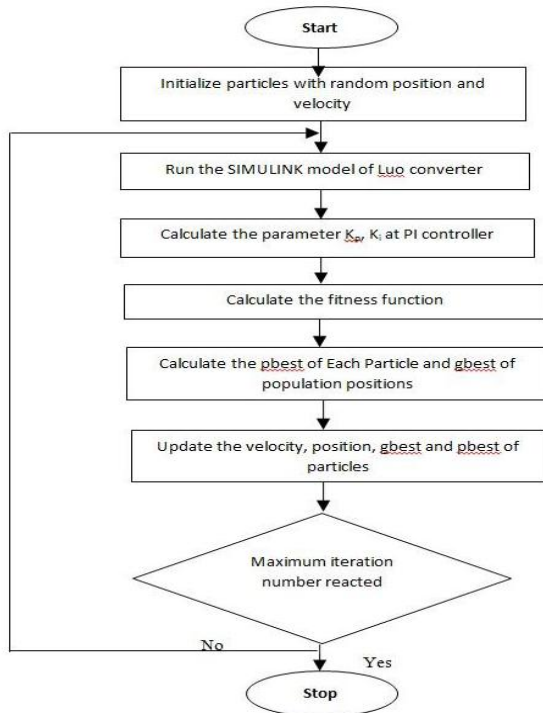 Start
Initialize particles with random position and
velocity
Run the SIMULINK model of Luo converter
Calculate the parameter Kp, Ki at PI controller
Calculate the fitness function
Calculate the pbest of Each Particle and gbest of
population positions
Update the velocity, position, gbest and pbest of
particles
Maximum iteration
number reacted
No
Yes
Stop